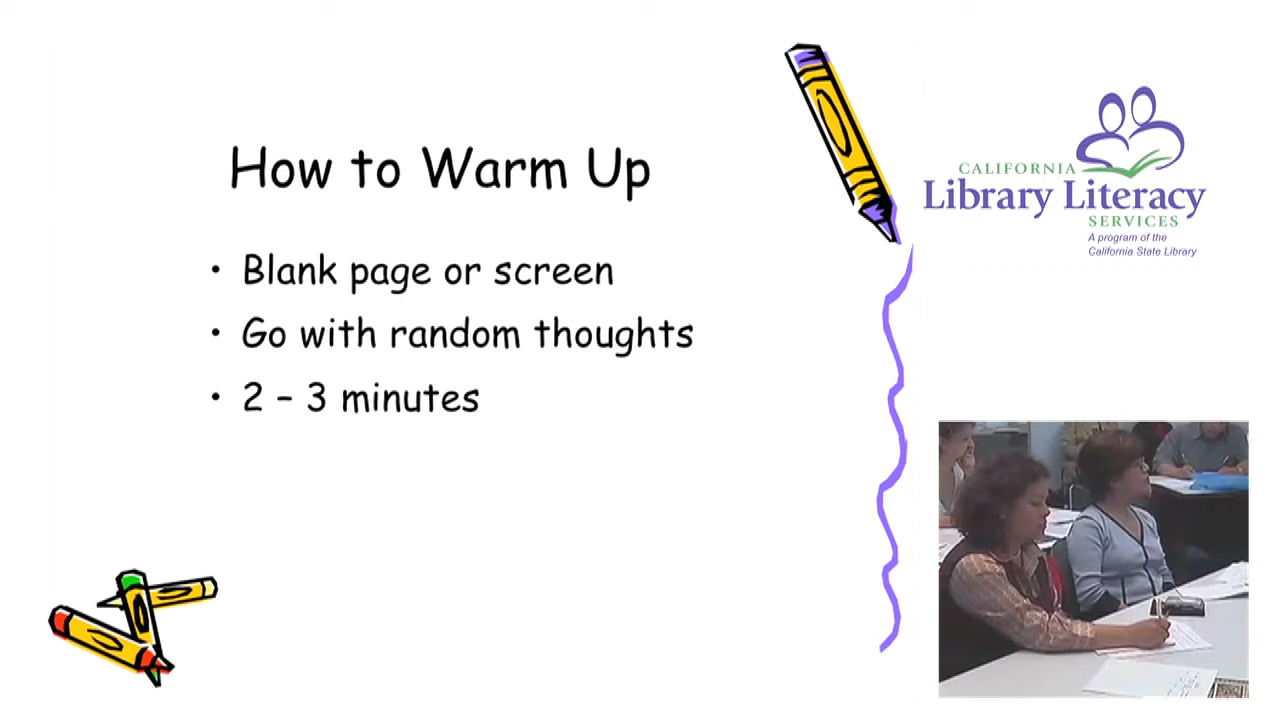 How to Warm Up
• Blank page or screen
• Go with random thoughts
• 2 – 3 minutes
CALIFORNIA
Library Literacy
SERVICES
A program of the
California State Library